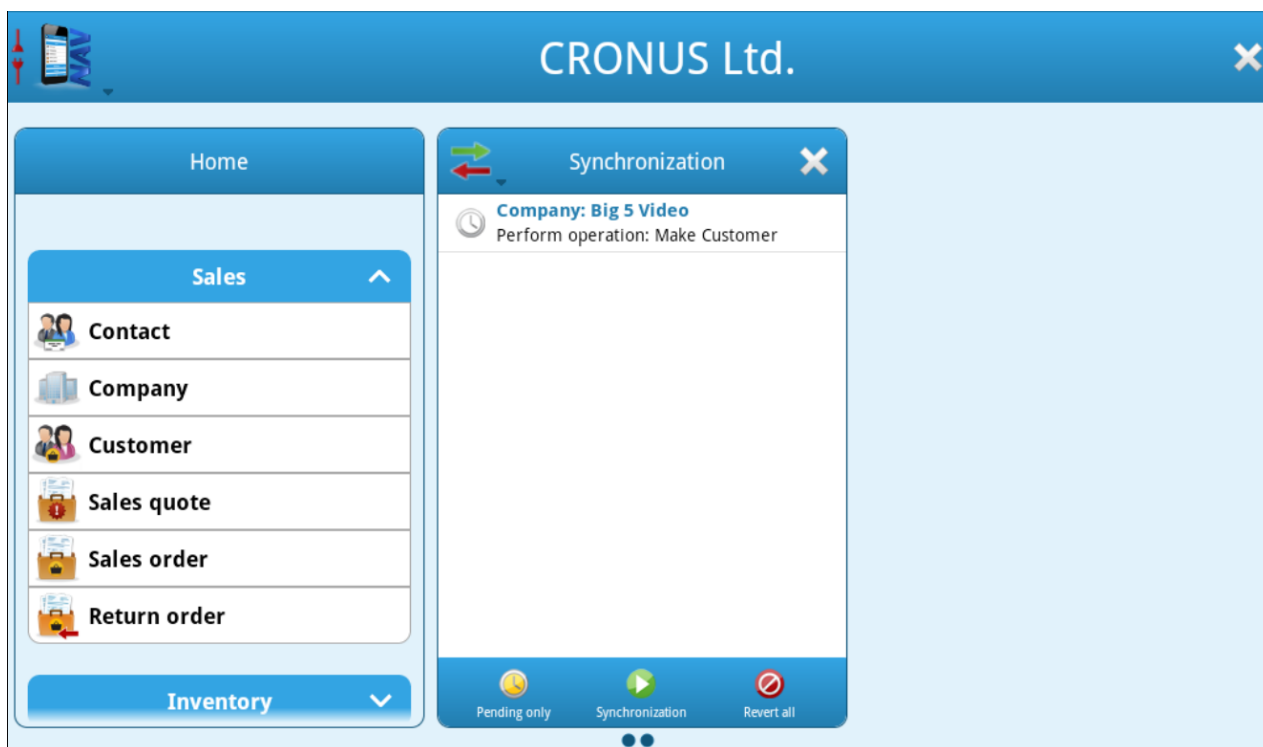 NAV
CRONUS Ltd.
Home
Sales
Contact
Company
Customer
Sales quote
Sales order
Return order
Inventory
Synchronization
Company: Big 5 Video
Perform operation: Make Customer
Pending only
Synchronization
Revert all